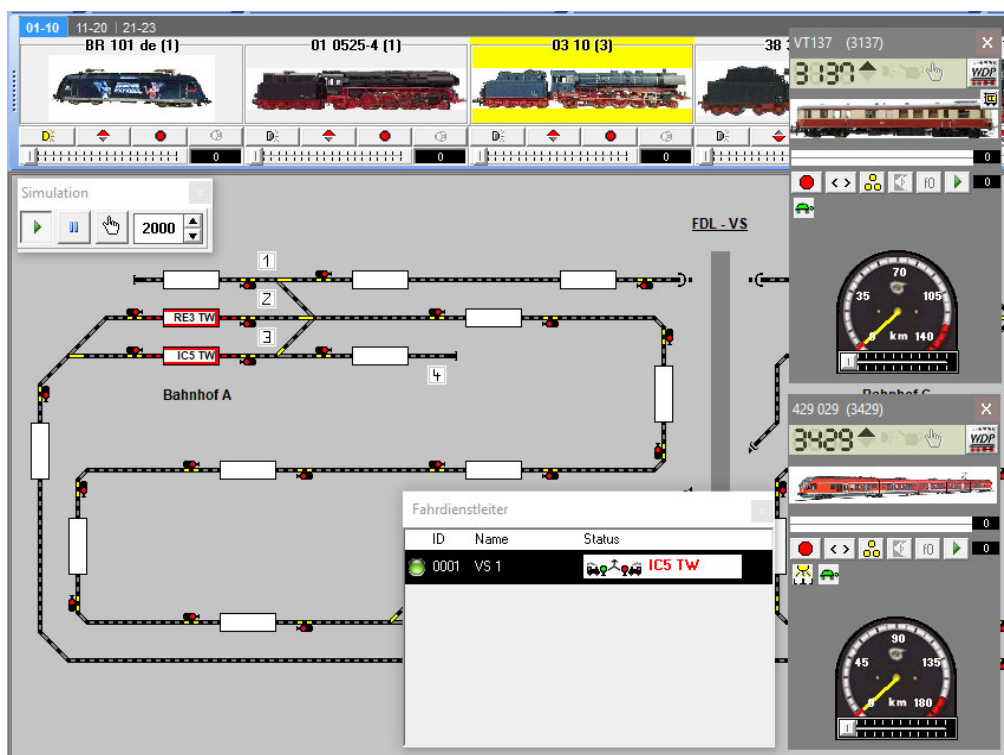 01-10 11-20 21-23
BR 101 de (1) 01 0525-4 (1) 03 10 (3) 38
0 0 0
VT137 (3137)
3137 WDP
0
f0 0
70
35 105
0 km 140
Simulation
2000
FDL - VS
1
2
RE3 TW
3
IC5 TW
4
Bahnhof A
429 029 (3429)
3429 WDP
0
f0 0
90
45 135
0 km 180
Fahrdienstleiter
ID Name Status
0001 VS 1 IC5 TW